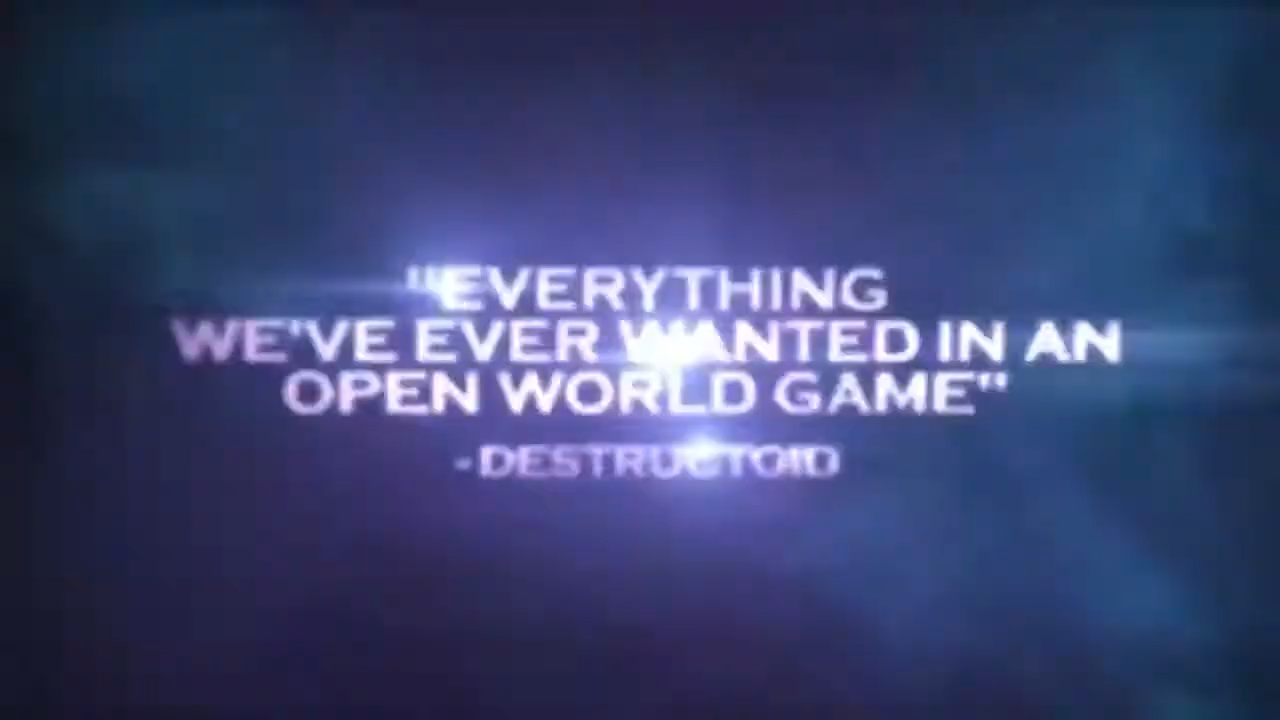 "EVERYTHING
WE'VE EVER WANTED IN AN
OPEN WORLD GAME"
-DESTRUCTOID